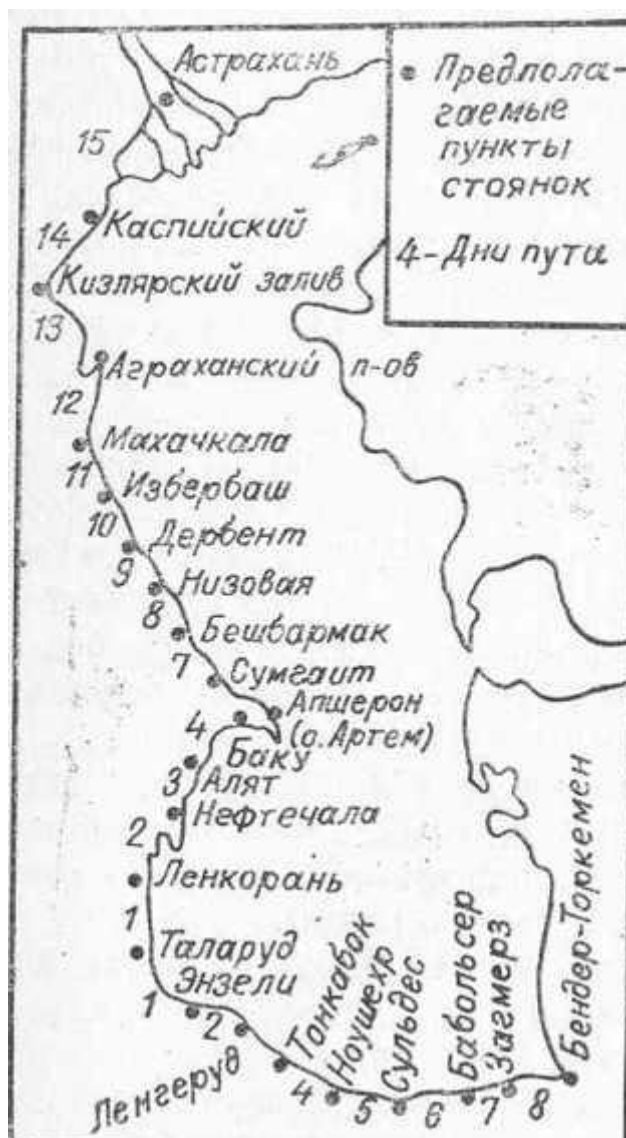 Астрахань
• Предпола-
гаемые
пункты
стоянок
4 - Дни пути
15
14
Каспийский
Кизлярский залив
13
Аграханский п-ов
12
Махачкала
11
Избербаш
10
Дервент
9
Низовая
8
Бешбармак
7
Сумгаит
Апшерон
(о. Артем)
4
Баку
3
Алят
Нефтечала
2
Ленкорань
1
Таларуд
Энзели
1
2
Ленгеруд
Тонкабок
4
Ноушехр
5
Сульдес
6
Бабольсер
7
Загмерз
8
Бендер-Торкемен